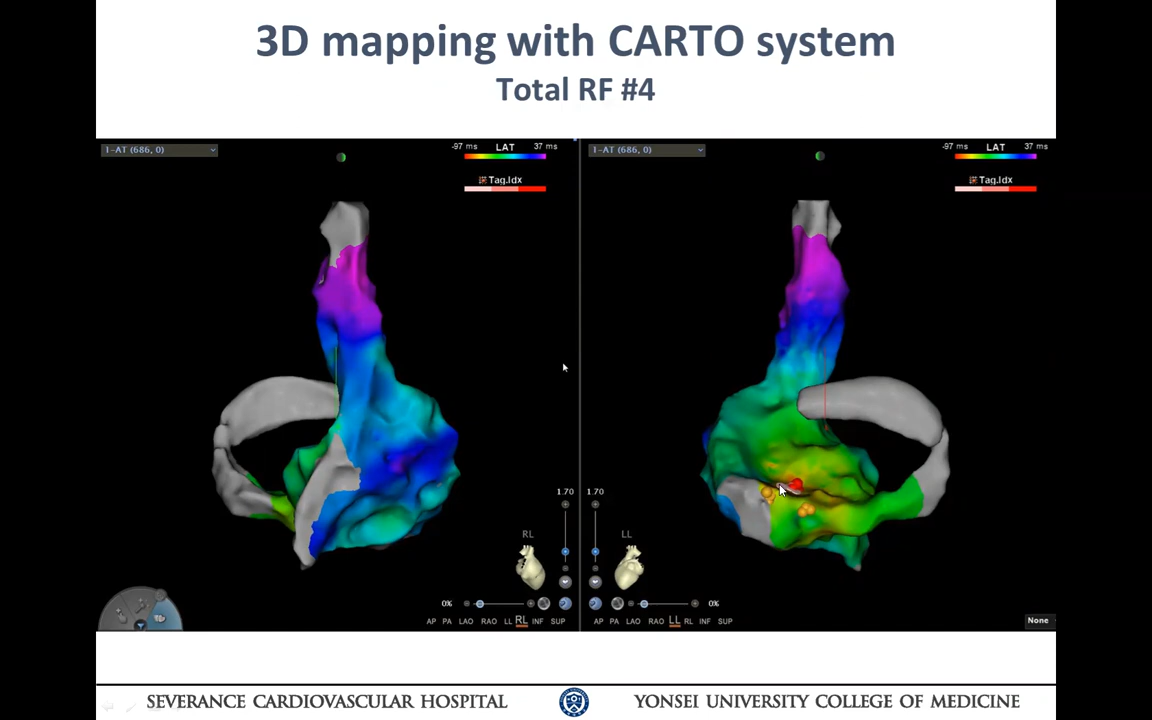 3D mapping with CARTO system
Total RF #4
1-AT (686, 0)
-97 ms LAT 37 ms
Tag.Idx
1-AT (686, 0)
-97 ms LAT 37 ms
Tag.Idx
1.70
1.70
RL
LL
0%
0%
AP PA LAO RAO LL RL INF SUP
AP PA LAO RAO LL RL INF SUP
None
SEVERANCE CARDIOVASCULAR HOSPITAL
YONSEI UNIVERSITY COLLEGE OF MEDICINE